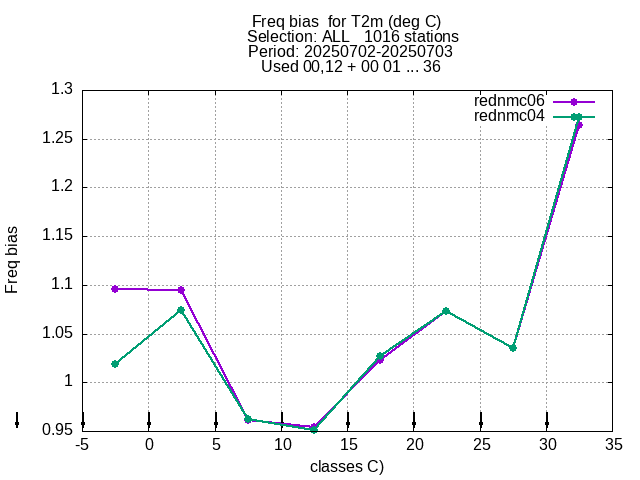 Freq bias  for T2m (deg C)
Selection: ALL   1016 stations
Period: 20250702-20250703
Used 00,12 + 00 01 ... 36
rednmc06
rednmc04
1.3
1.25
1.2
1.15
1.1
1.05
1
0.95
Freq bias
-5 0 5 10 15 20 25 30 35
classes C)